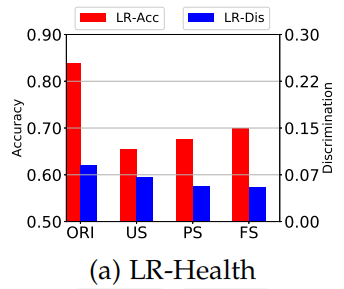 LR-Acc LR-Dis
0.90 0.30
0.80 0.22
0.70 0.15
0.60 0.07
0.50 0.00
Accuracy
Discrimination
ORI US PS FS
(a) LR-Health